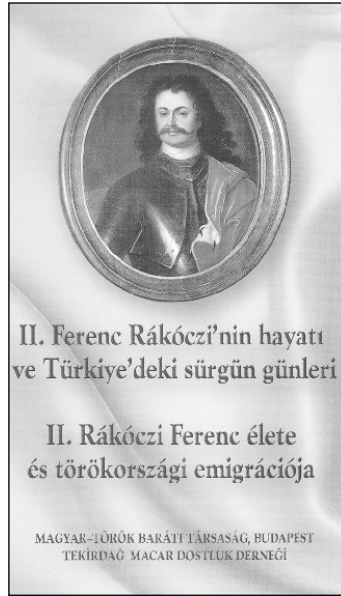 II. Ferenc Rákóczi'nin hayatı
ve Türkiye'deki sürgün günleri
II. Rákóczi Ferenc élete
és törökországi emigrációja
MAGYAR–TÖRÖK BARÁTI TÁRSASÁG, BUDAPEST
TEKİRDAĞ MACAR DOSTLUK DERNEĞİ